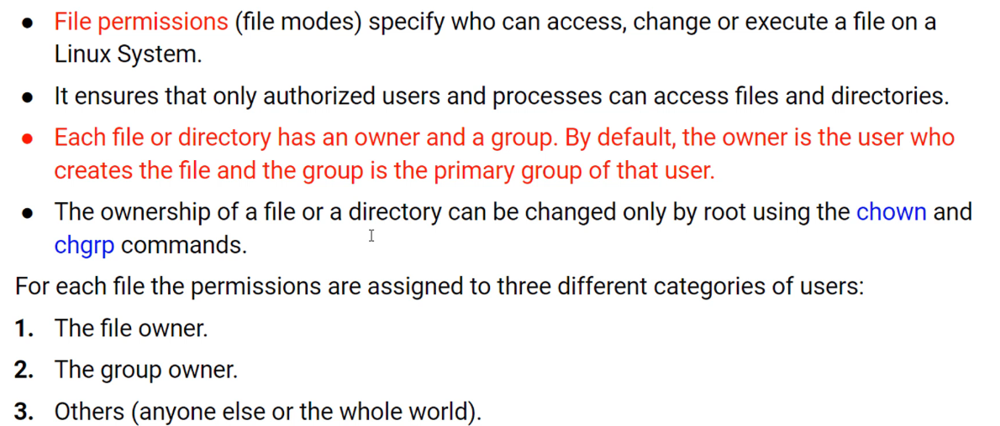 ● File permissions (file modes) specify who can access, change or execute a file on a
Linux System.
● It ensures that only authorized users and processes can access files and directories.
● Each file or directory has an owner and a group. By default, the owner is the user who
creates the file and the group is the primary group of that user.
● The ownership of a file or a directory can be changed only by root using the chown and
chgrp commands.
For each file the permissions are assigned to three different categories of users:
1. The file owner.
2. The group owner.
3. Others (anyone else or the whole world).